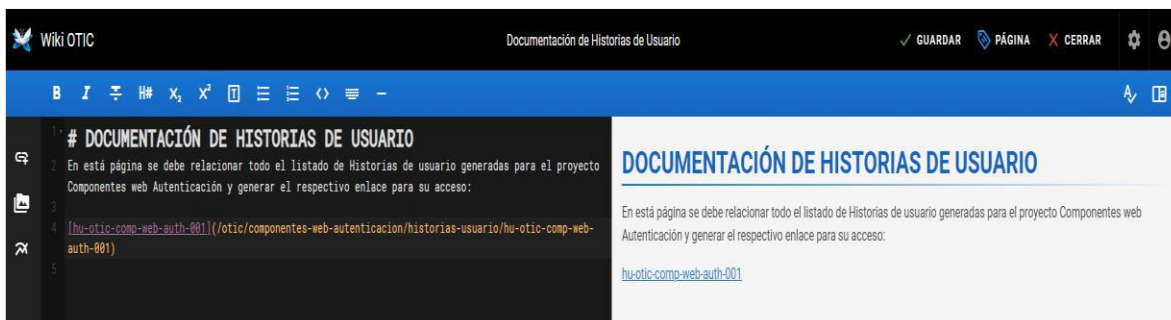 Wiki OTIC
Documentación de Historias de Usuario
GUARDAR
PÁGINA
CERRAR
B I T H# X₂ X² T <> –
1 # DOCUMENTACIÓN DE HISTORIAS DE USUARIO
2 En está página se debe relacionar todo el listado de Historias de usuario generadas para el proyecto
Componentes web Autenticación y generar el respectivo enlace para su acceso:
3
4 [hu-otic-comp-web-auth-001](/otic/componentes-web-autenticacion/historias-usuario/hu-otic-comp-web-
auth-001)
5
DOCUMENTACIÓN DE HISTORIAS DE USUARIO
En está página se debe relacionar todo el listado de Historias de usuario generadas para el proyecto Componentes web
Autenticación y generar el respectivo enlace para su acceso:
hu-otic-comp-web-auth-001